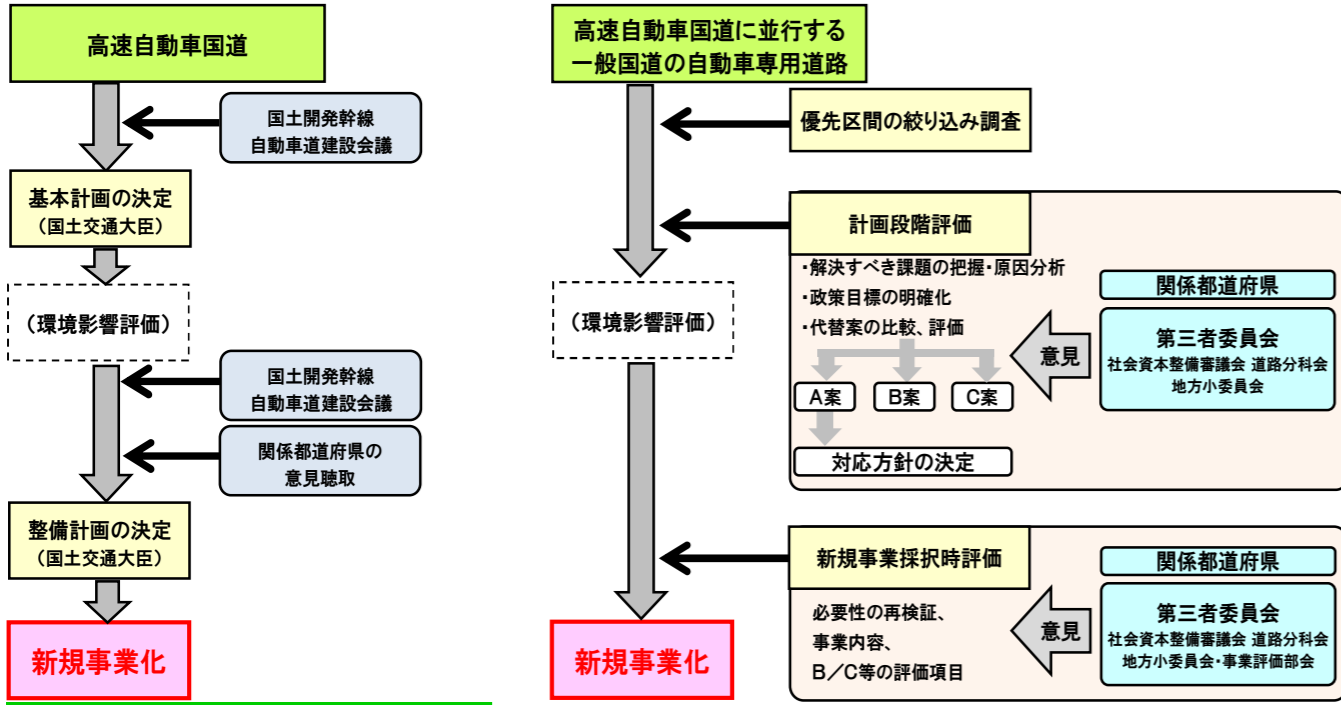 高速自動車国道
国土開発幹線
自動車道建設会議
基本計画の決定
（国土交通大臣）
（環境影響評価）
国土開発幹線
自動車道建設会議
関係都道府県の
意見聴取
整備計画の決定
（国土交通大臣）
新規事業化
高速自動車国道に並行する
一般国道の自動車専用道路
優先区間の絞り込み調査
計画段階評価
・解決すべき課題の把握・原因分析
・政策目標の明確化
・代替案の比較、評価
A案
B案
C案
対応方針の決定
意見
関係都道府県
第三者委員会
社会資本整備審議会 道路分科会
地方小委員会
（環境影響評価）
新規事業採択時評価
必要性の再検証、
事業内容、
B／C等の評価項目
意見
関係都道府県
第三者委員会
社会資本整備審議会 道路分科会
地方小委員会・事業評価部会
新規事業化